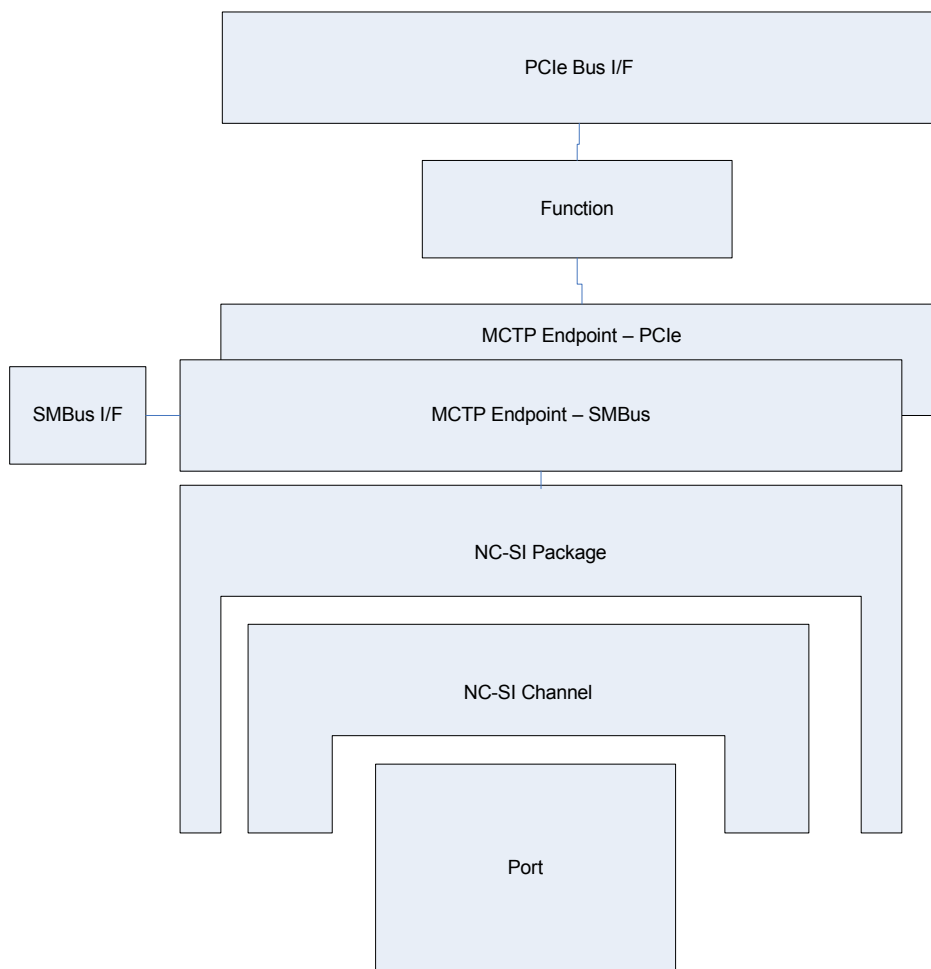 PCIe Bus I/F
Function
MCTP Endpoint – PCIe
SMBus I/F
MCTP Endpoint – SMBus
NC-SI Package
NC-SI Channel
Port